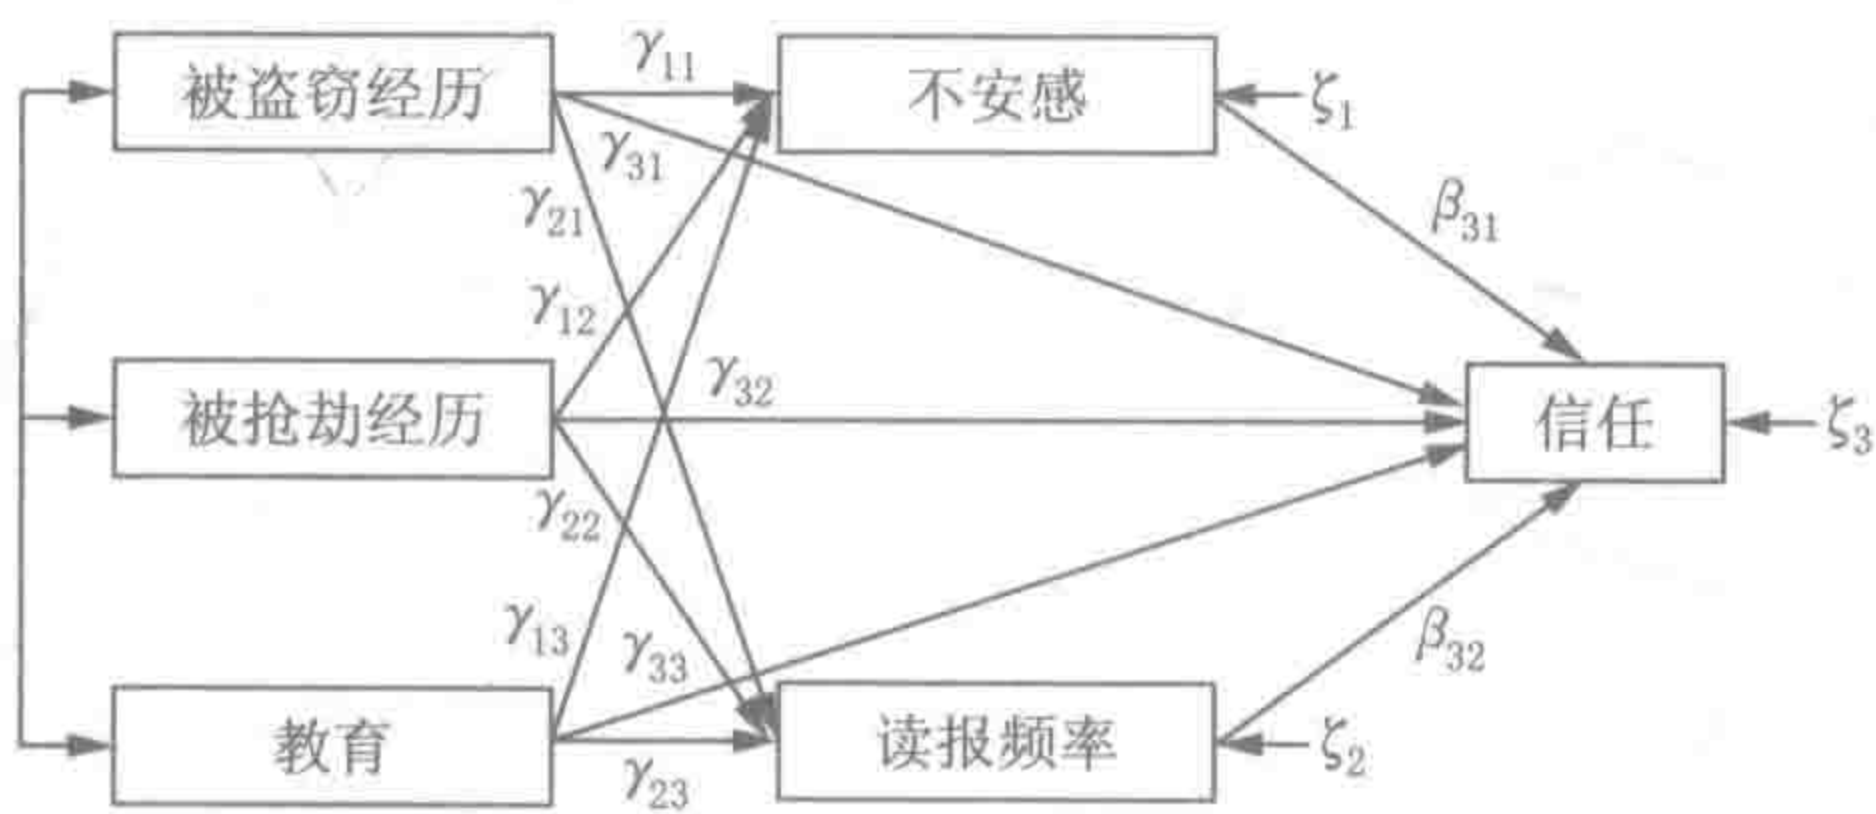 γ11
被盗窃经历
不安感
ζ1
γ31
γ21
β31
γ12
γ32
被抢劫经历
信任
ζ3
γ22
γ13
γ33
β32
教育
读报频率
ζ2
γ23